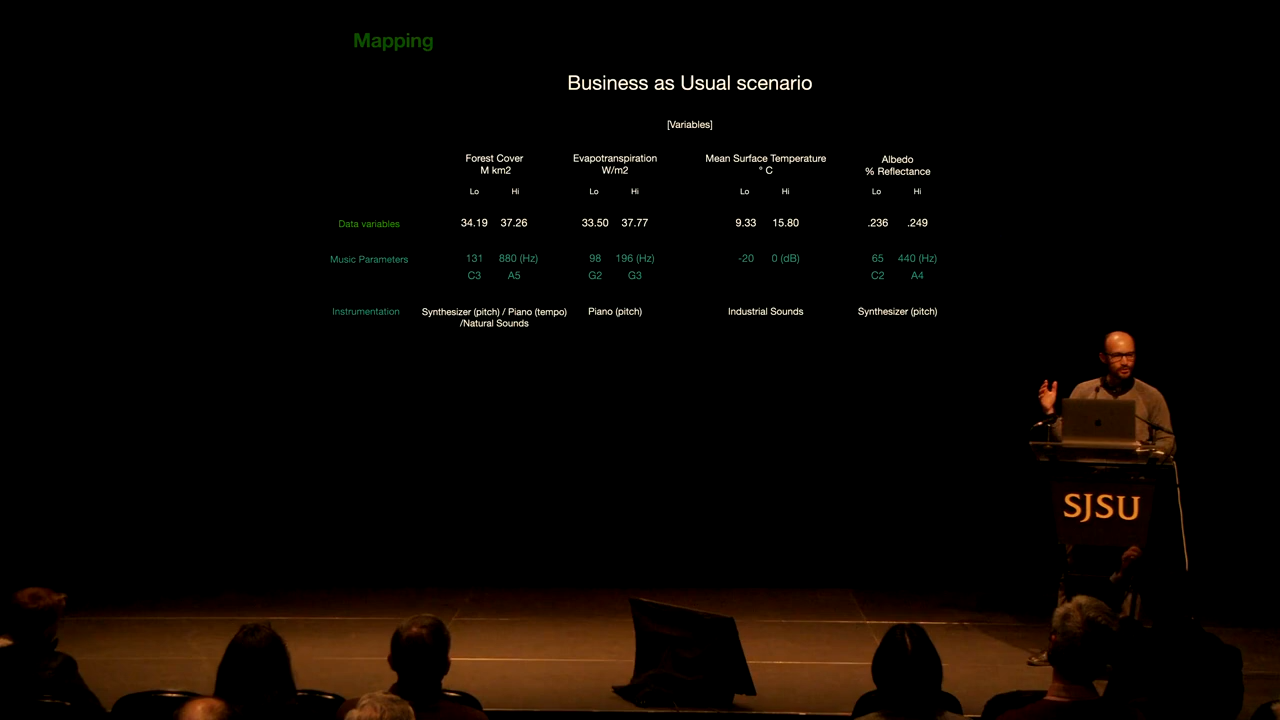 Mapping
Business as Usual scenario
[Variables]
Forest Cover
M km2
Evapotranspiration
W/m2
Mean Surface Temperature
° C
Albedo
% Reflectance
Lo Hi Lo Hi Lo Hi Lo Hi
Data variables 34.19 37.26 33.50 37.77 9.33 15.80 .236 .249
Music Parameters 131 880 (Hz) 98 196 (Hz) -20 0 (dB) 65 440 (Hz)
C3 A5 G2 G3 C2 A4
Instrumentation Synthesizer (pitch) / Piano (tempo) Piano (pitch) Industrial Sounds Synthesizer (pitch)
/Natural Sounds
SJSU